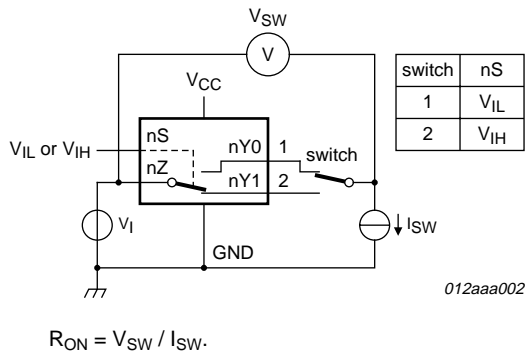 VSW
V
VCC
switch nS
1 VIL
2 VIH
nS
nY0 1
VIL or VIH
switch
nZ
nY1 2
VI
ISW
GND
012aaa002
RON = VSW / ISW.